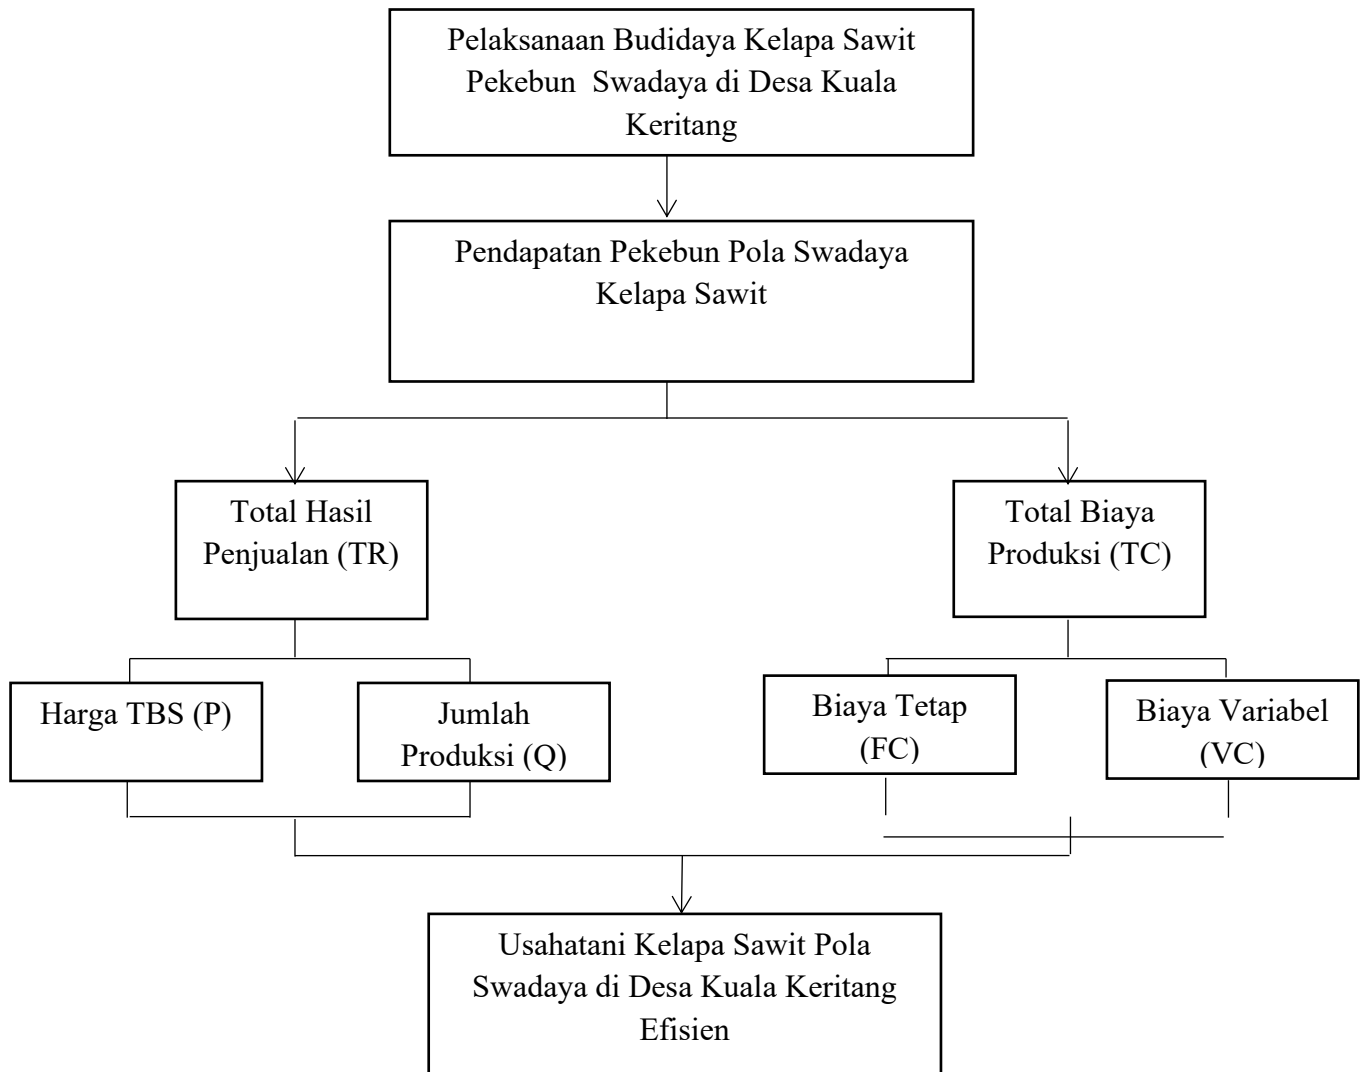 Pelaksanaan Budidaya Kelapa Sawit
Pekebun  Swadaya di Desa Kuala
Keritang
Pendapatan Pekebun Pola Swadaya
Kelapa Sawit
Total Hasil
Penjualan (TR)
Total Biaya
Produksi (TC)
Harga TBS (P)
Jumlah
Produksi (Q)
Biaya Tetap
(FC)
Biaya Variabel
(VC)
Usahatani Kelapa Sawit Pola
Swadaya di Desa Kuala Keritang
Efisien